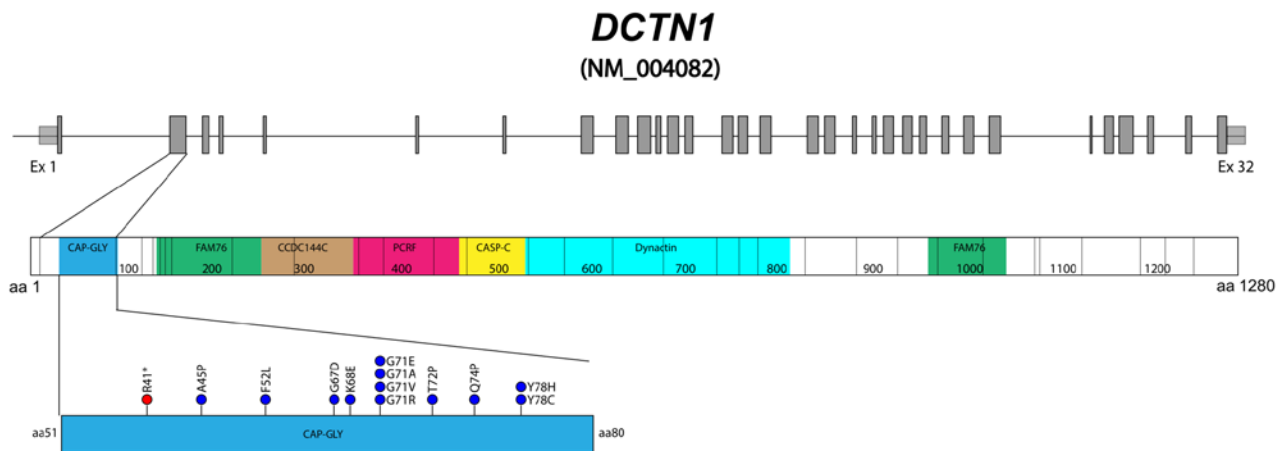 DCTN1
(NM_004082)
Ex 1
Ex 32
CAP-GLY
FAM76
CCDC144C
PCRF
CASP-C
Dynactin
FAM76
100
200
300
400
500
600
700
800
900
1000
1100
1200
aa 1
aa 1280
R41*
A45P
F52L
G67D
K68E
G71E
G71A
G71V
G71R
T72P
Q74P
Y78H
Y78C
aa51
CAP-GLY
aa80